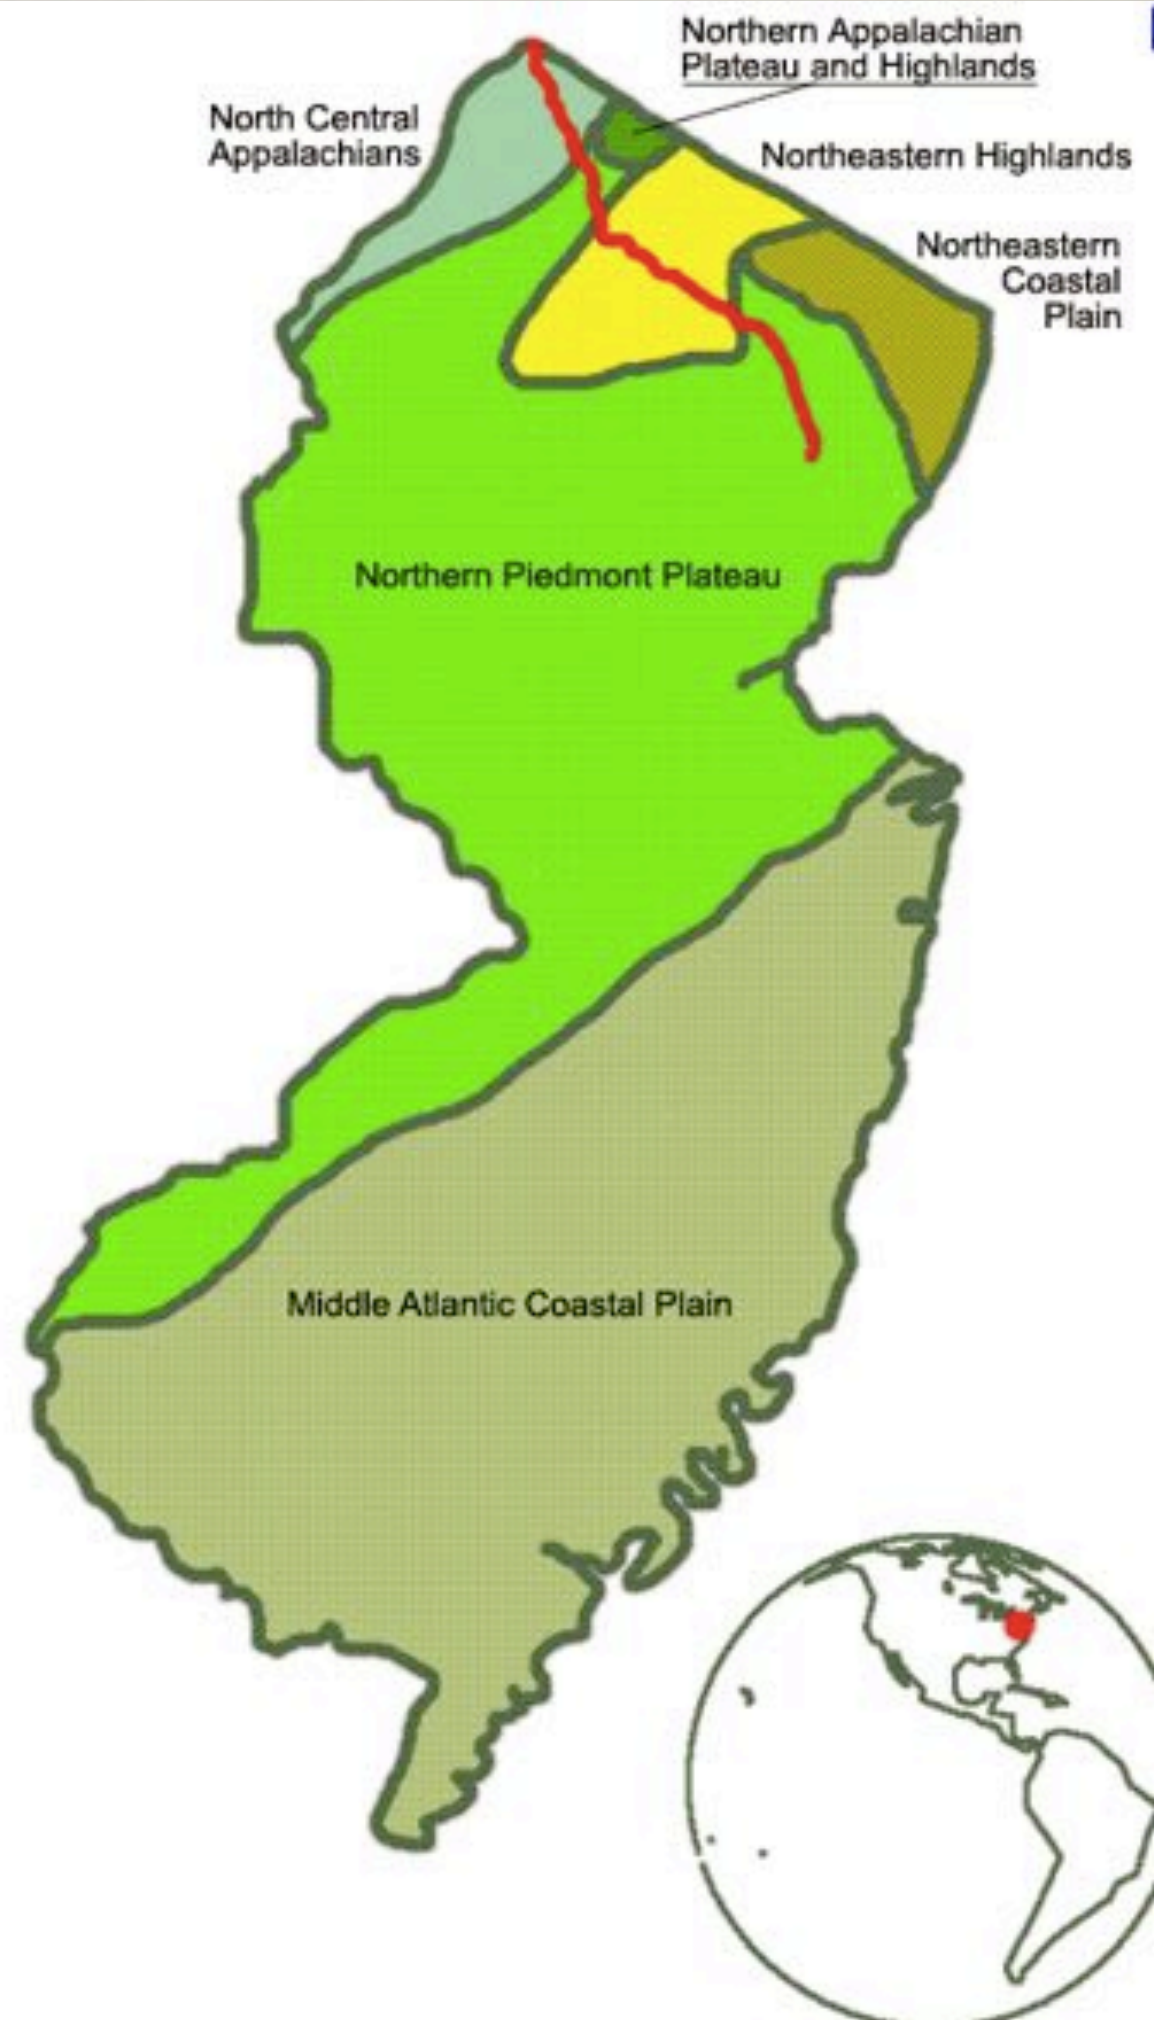 Northern Appalachian
Plateau and Highlands
North Central
Appalachians
Northeastern Highlands
Northeastern
Coastal
Plain
Northern Piedmont Plateau
Middle Atlantic Coastal Plain